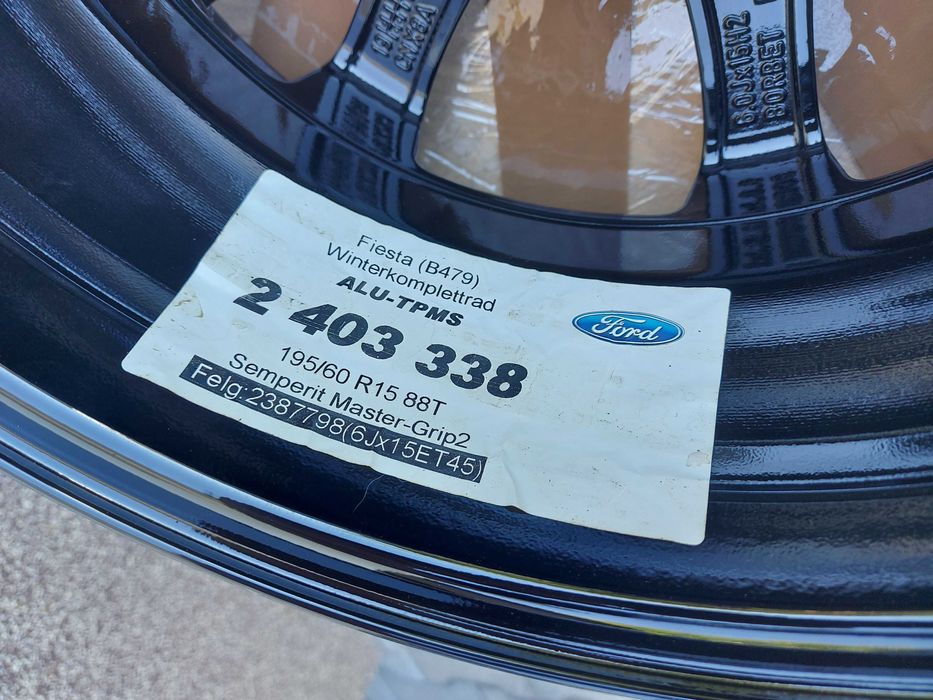 6.0Jx15H2
BORBET
Fiesta (B479)
Winterkomplettrad
ALU-TPMS
2 403 338
195/60 R15 88T
Semperit Master-Grip2
Felg:2387798(6Jx15ET45)
Ford